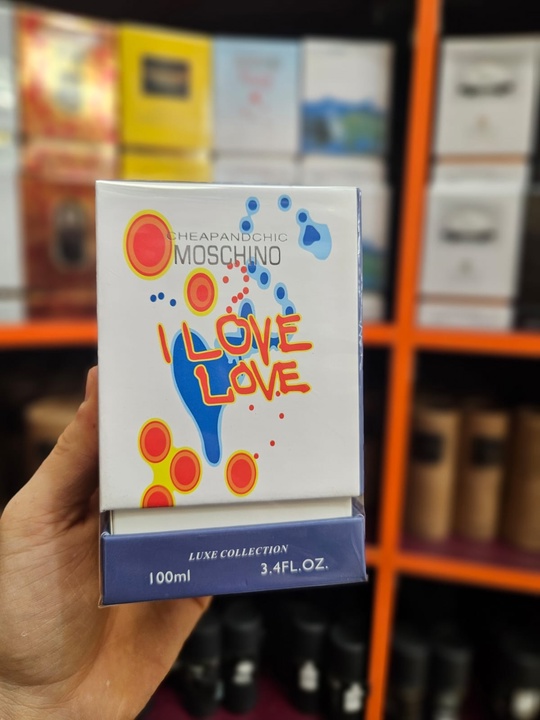 CHEAPANDCHIC
MOSCHINO
I LOVE
LOVE
LUXE COLLECTION
100ml 3.4FL.OZ.